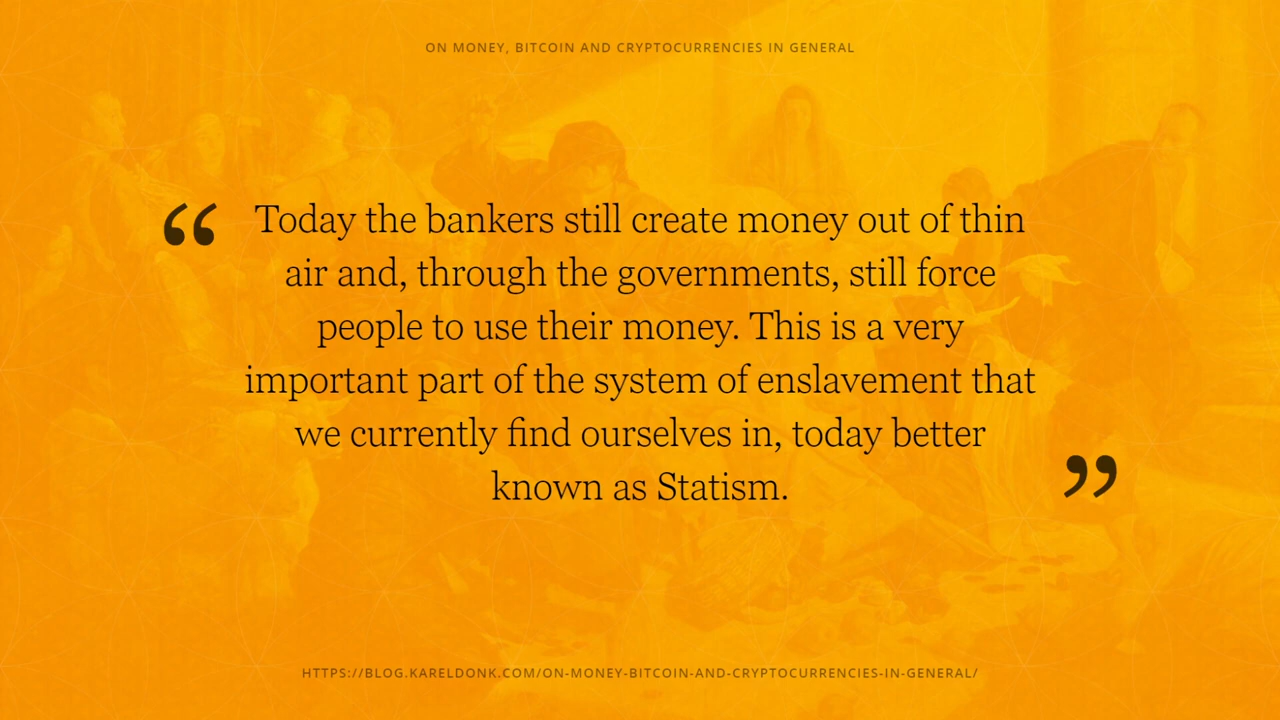 ON MONEY, BITCOIN AND CRYPTOCURRENCIES IN GENERAL
“ Today the bankers still create money out of thin
air and, through the governments, still force
people to use their money. This is a very
important part of the system of enslavement that
we currently find ourselves in, today better
known as Statism. ”
HTTPS://BLOG.KARELDONK.COM/ON-MONEY-BITCOIN-AND-CRYPTOCURRENCIES-IN-GENERAL/